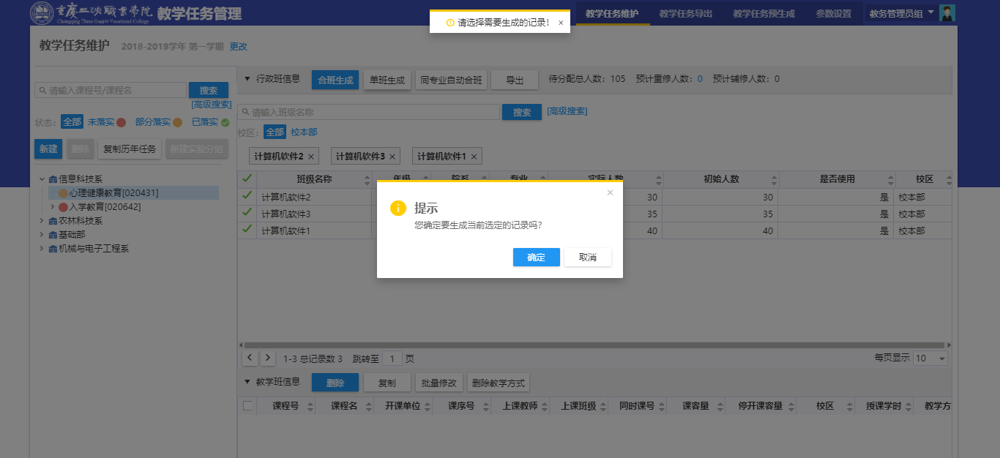 重庆三峡职业学院 教学任务管理
Chongqing Three Gorges Vocational College
请选择需要生成的记录! ×
教学任务维护 教学任务导出 教学任务预生成 参数设置 教务管理员组
教学任务维护 2018-2019学年 第一学期 更改
请输入课程号/课程名 搜索
[高级搜索]
状态: 全部 未落实 部分落实 已落实
新建 删除 复制历年任务 新建实验分组
信息科技系
心理健康教育[020431]
入学教育[020642]
农林科技系
基础部
机械与电子工程系
行政班信息 合班生成 单班生成 同专业自动合班 导出 待分配总人数: 105 预计重修人数: 0 预计辅修人数: 0
请输入班级名称 搜索 [高级搜索]
校区: 全部 校本部
计算机软件2 × 计算机软件3 × 计算机软件1 ×
班级名称 年级 院系 专业 实际人数 初始人数 是否使用 校区
计算机软件2 30 30 是 校本部
计算机软件3 35 35 是 校本部
计算机软件1 40 40 是 校本部
提示 ×
您确定要生成当前选定的记录吗?
确定 取消
1-3 总记录数 3 跳转至 1 页 每页显示 10
教学班信息 删除 复制 批量修改 删除教学方式
课程号 课程名 开课单位 课序号 上课教师 上课班级 同时课号 课容量 停开课容量 校区 授课学时 教学方